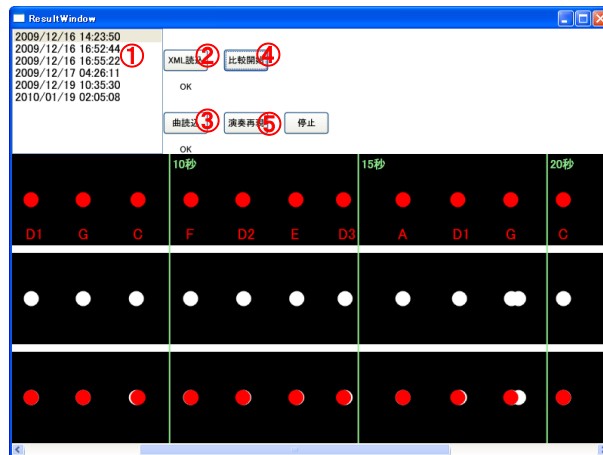 ResultWindow
2009/12/16 14:23:50
2009/12/16 16:52:44
2009/12/16 16:55:22
2009/12/17 04:26:11
2009/12/19 10:35:30
2010/01/19 02:05:08
①
XML読込 ② 比較開始 ④
OK
曲読込 ③ 演奏再現 ⑤ 停止
OK
10秒 15秒 20秒
D1 G C F D2 E D3 A D1 G C